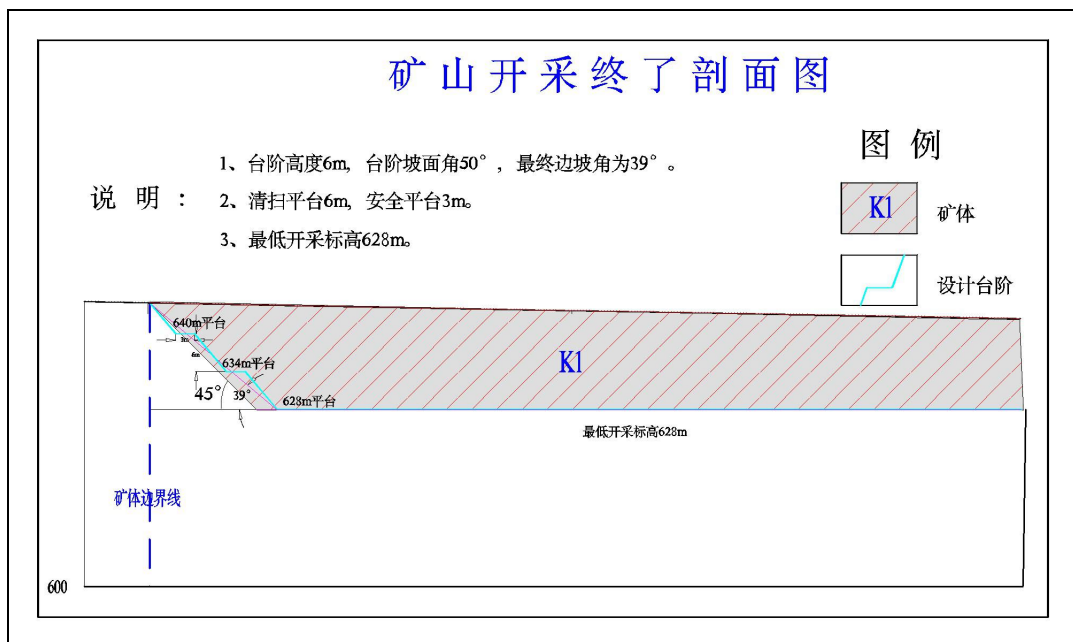 矿山开采终了剖面图
图 例
说 明 :
1、台阶高度6m, 台阶坡面角50°, 最终边坡角为39°。
2、清扫平台6m, 安全平台3m。
3、最低开采标高628m。
K1
矿体
设计台阶
640m平台
6m
634m平台
K1
45°
39°
628m平台
最低开采标高628m
矿体边界线
600